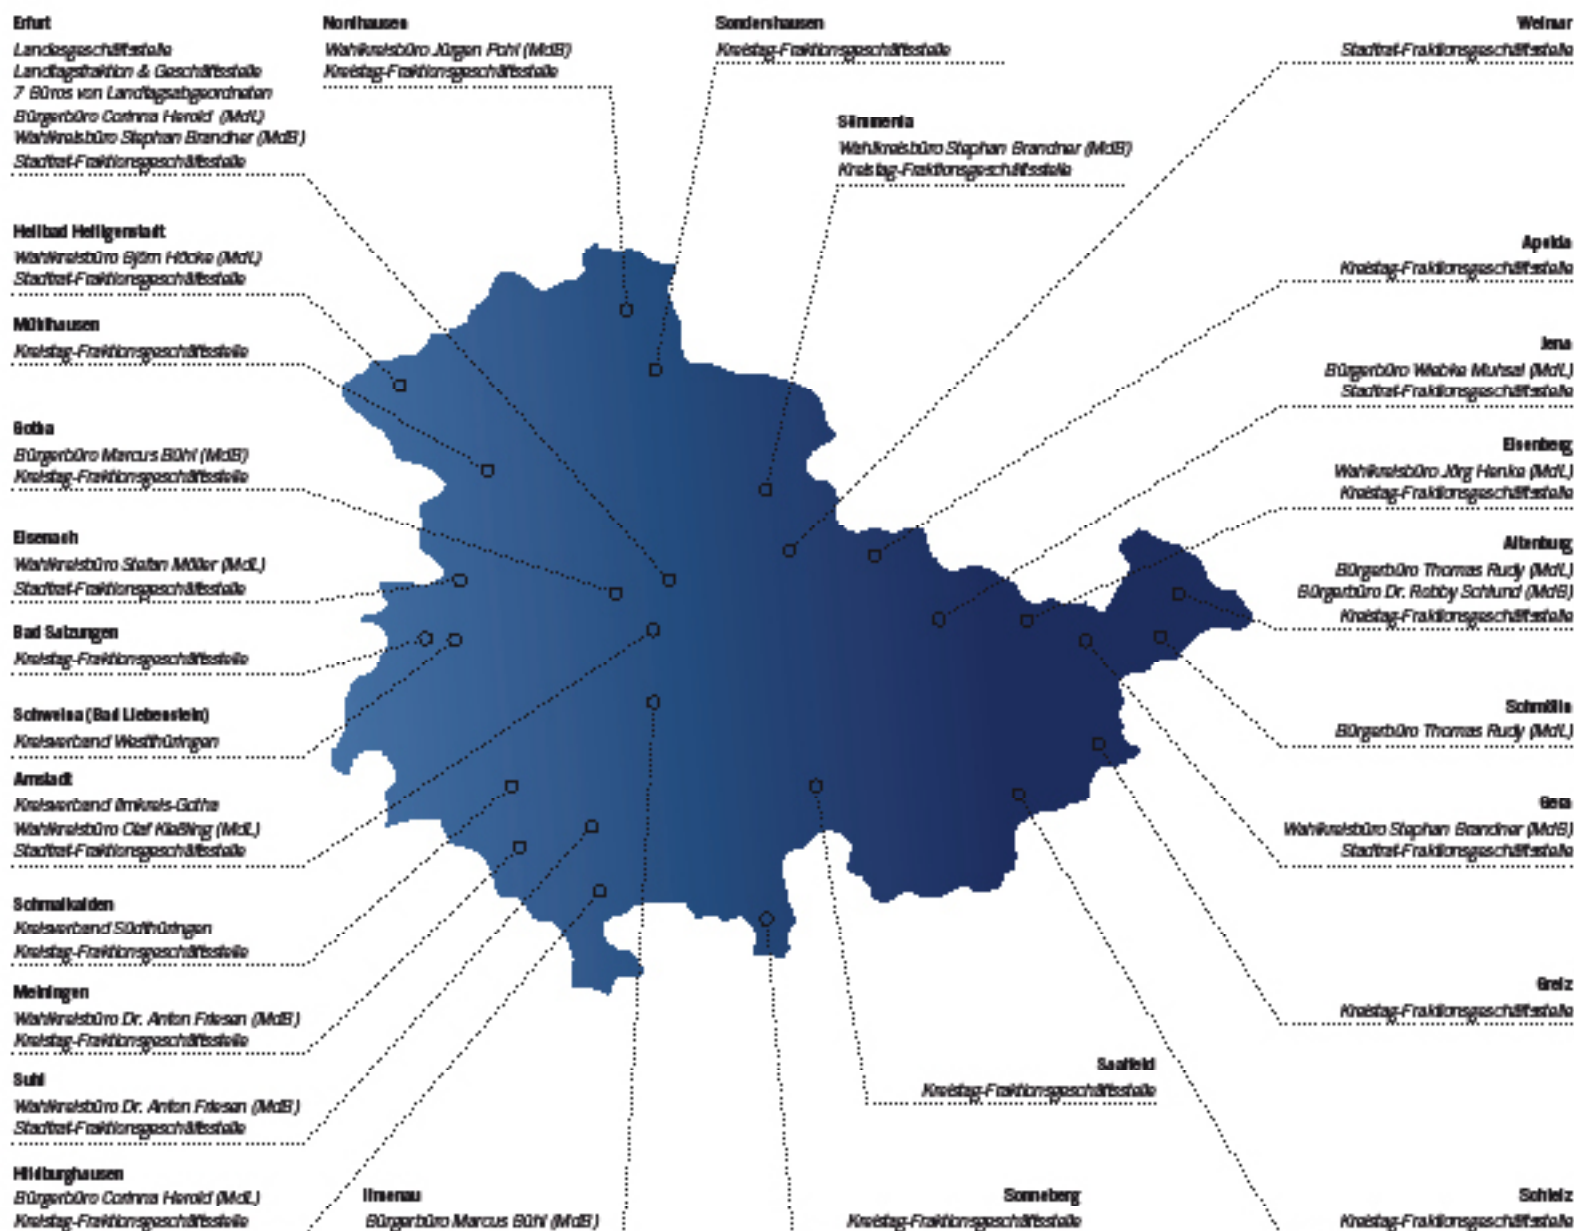 Erfurt
Landesgeschäftsstelle
Landtagsfraktion & Geschäftsstelle
7 Büros von Landtagsabgeordneten
Bürgerbüro Corinna Herold (MdL)
Wahlkreisbüro Stephan Brandner (MdB)
Stadtrat-Fraktionsgeschäftsstelle
Nordhausen
Wahlkreisbüro Jürgen Pohl (MdB)
Kreistag-Fraktionsgeschäftsstelle
Sondershausen
Kreistag-Fraktionsgeschäftsstelle
Weimar
Stadtrat-Fraktionsgeschäftsstelle
Sömmerda
Wahlkreisbüro Stephan Brandner (MdB)
Kreistag-Fraktionsgeschäftsstelle
Heilbad Heiligenstadt
Wahlkreisbüro Björn Höcke (MdL)
Stadtrat-Fraktionsgeschäftsstelle
Mühlhausen
Kreistag-Fraktionsgeschäftsstelle
Gotha
Bürgerbüro Marcus Bühl (MdB)
Kreistag-Fraktionsgeschäftsstelle
Eisenach
Wahlkreisbüro Stefan Möller (MdL)
Stadtrat-Fraktionsgeschäftsstelle
Bad Salzungen
Kreistag-Fraktionsgeschäftsstelle
Schweina (Bad Liebenstein)
Kreisverband Westthüringen
Arnstadt
Kreisverband Ilmkreis-Gotha
Wahlkreisbüro Olaf Kießling (MdL)
Stadtrat-Fraktionsgeschäftsstelle
Schmalkalden
Kreisverband Südthüringen
Kreistag-Fraktionsgeschäftsstelle
Meiningen
Wahlkreisbüro Dr. Anton Friesen (MdB)
Kreistag-Fraktionsgeschäftsstelle
Suhl
Wahlkreisbüro Dr. Anton Friesen (MdB)
Stadtrat-Fraktionsgeschäftsstelle
Hildburghausen
Bürgerbüro Corinna Herold (MdL)
Kreistag-Fraktionsgeschäftsstelle
Ilmenau
Bürgerbüro Marcus Bühl (MdB)
Apolda
Kreistag-Fraktionsgeschäftsstelle
Jena
Bürgerbüro Wiebke Muhsal (MdL)
Stadtrat-Fraktionsgeschäftsstelle
Eisenberg
Wahlkreisbüro Jörg Henke (MdL)
Kreistag-Fraktionsgeschäftsstelle
Altenburg
Bürgerbüro Thomas Rudy (MdL)
Bürgerbüro Dr. Robby Schlund (MdB)
Kreistag-Fraktionsgeschäftsstelle
Schmölln
Bürgerbüro Thomas Rudy (MdL)
Gera
Wahlkreisbüro Stephan Brandner (MdB)
Stadtrat-Fraktionsgeschäftsstelle
Greiz
Kreistag-Fraktionsgeschäftsstelle
Saalfeld
Kreistag-Fraktionsgeschäftsstelle
Sonneberg
Kreistag-Fraktionsgeschäftsstelle
Schleiz
Kreistag-Fraktionsgeschäftsstelle